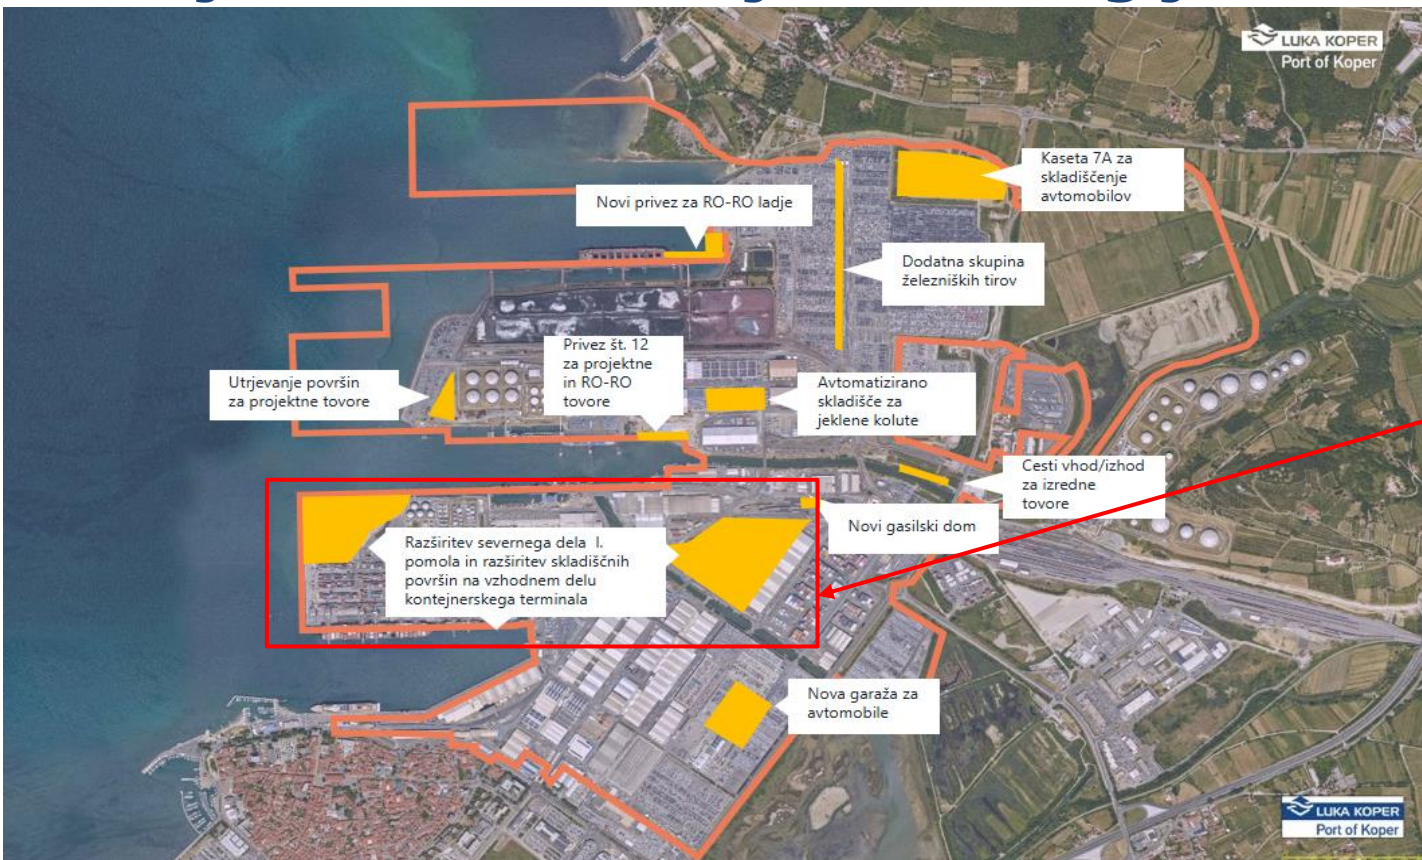 LUKA KOPER
Port of Koper
Kaseta 7A za
skladiščenje
avtomobilov
Novi privez za RO-RO ladje
Dodatna skupina
železniških tirov
Privez št. 12
za projektne
in RO-RO
tovore
Utrjevanje površin
za projektne tovore
Avtomatizirano
skladišče za
jeklene kolute
Cesti vhod/izhod
za izredne
tovore
Novi gasilski dom
Razširitev severnega dela I.
pomola in razširitev skladiščnih
površin na vzhodnem delu
kontejnerskega terminala
Nova garaža za
avtomobile
LUKA KOPER
Port of Koper